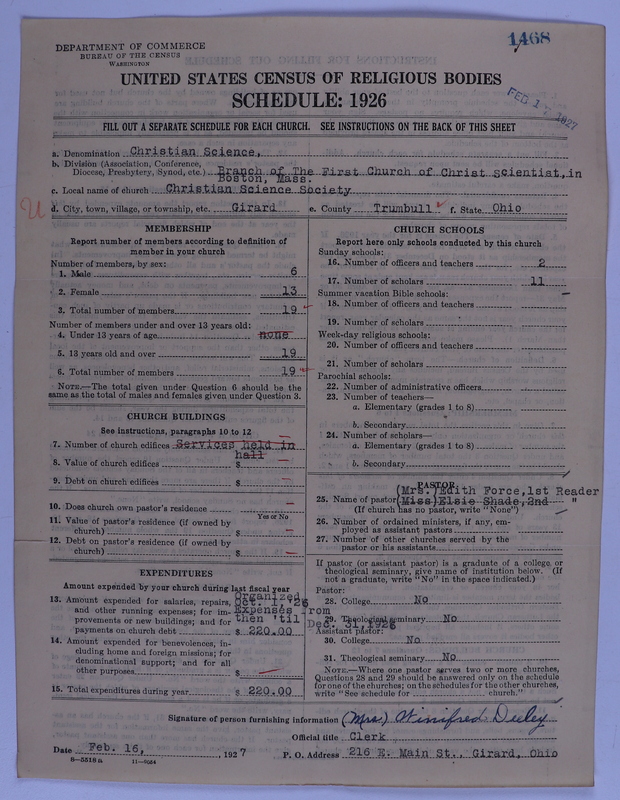 1468
DEPARTMENT OF COMMERCE
BUREAU OF THE CENSUS
WASHINGTON
UNITED STATES CENSUS OF RELIGIOUS BODIES
SCHEDULE: 1926
FEB 17 1927
FILL OUT A SEPARATE SCHEDULE FOR EACH CHURCH. SEE INSTRUCTIONS ON THE BACK OF THIS SHEET
a. Denomination Christian Science,
b. Division (Association, Conference,
Diocese, Presbytery, Synod, etc.) Branch of The First Church of Christ Scientist, in
Boston, Mass.
c. Local name of church Christian Science Society
U d. City, town, village, or township, etc. Girard e. County Trumbull f. State Ohio
MEMBERSHIP
Report number of members according to definition of
member in your church
Number of members, by sex:
1. Male 6
2. Female 13
3. Total number of members 19
Number of members under and over 13 years old:
4. Under 13 years of age none
5. 13 years old and over 19
6. Total number of members 19
NOTE.—The total given under Question 6 should be the
same as the total of males and females given under Question 3.
CHURCH BUILDINGS
See instructions, paragraphs 10 to 12
7. Number of church edifices Services held in
hall
8. Value of church edifices $
9. Debt on church edifices $
10. Does church own pastor's residence
Yes or No
11. Value of pastor's residence (if owned by
church) $
12. Debt on pastor's residence (if owned by
church) $
EXPENDITURES
Amount expended by your church during last fiscal year
13. Amount expended for salaries, repairs, Organized
and other running expenses; for im- Oct. 1, '26
provements or new buildings; and for Expenses from
payments on church debt then 'til Dec. 31, 1926
$ 220.00
14. Amount expended for benevolences, in-
cluding home and foreign missions; for
denominational support; and for all
other purposes $
15. Total expenditures during year $ 220.00
CHURCH SCHOOLS
Report here only schools conducted by this church
Sunday schools:
16. Number of officers and teachers 2
17. Number of scholars 11
Summer vacation Bible schools:
18. Number of officers and teachers
19. Number of scholars
Week-day religious schools:
20. Number of officers and teachers
21. Number of scholars
Parochial schools:
22. Number of administrative officers
23. Number of teachers—
a. Elementary (grades 1 to 8)
b. Secondary
24. Number of scholars—
a. Elementary (grades 1 to 8)
b. Secondary
PASTOR
(Mrs.) Edith Force, 1st Reader
25. Name of pastor (Miss) Elsie Shade, 2nd "
(If church has no pastor, write "None")
26. Number of ordained ministers, if any, em-
ployed as assistant pastors
27. Number of other churches served by the
pastor or his assistants
If pastor (or assistant pastor) is a graduate of a college or
theological seminary, give name of institution below. (If
not a graduate, write "No" in the space indicated.)
Pastor:
28. College No
29. Theological seminary No
Assistant pastor:
30. College No
31. Theological seminary No
NOTE.—Where one pastor serves two or more churches,
Questions 28 and 29 should be answered only on the schedule
for one of the churches; on the schedules for the other churches,
write "See schedule for church."
Signature of person furnishing information (Mrs.) Winifred Deeley
Official title Clerk
Date Feb. 16, , 1927 P. O. Address 216 E. Main St., Girard, Ohio
8—5518a 11—9054